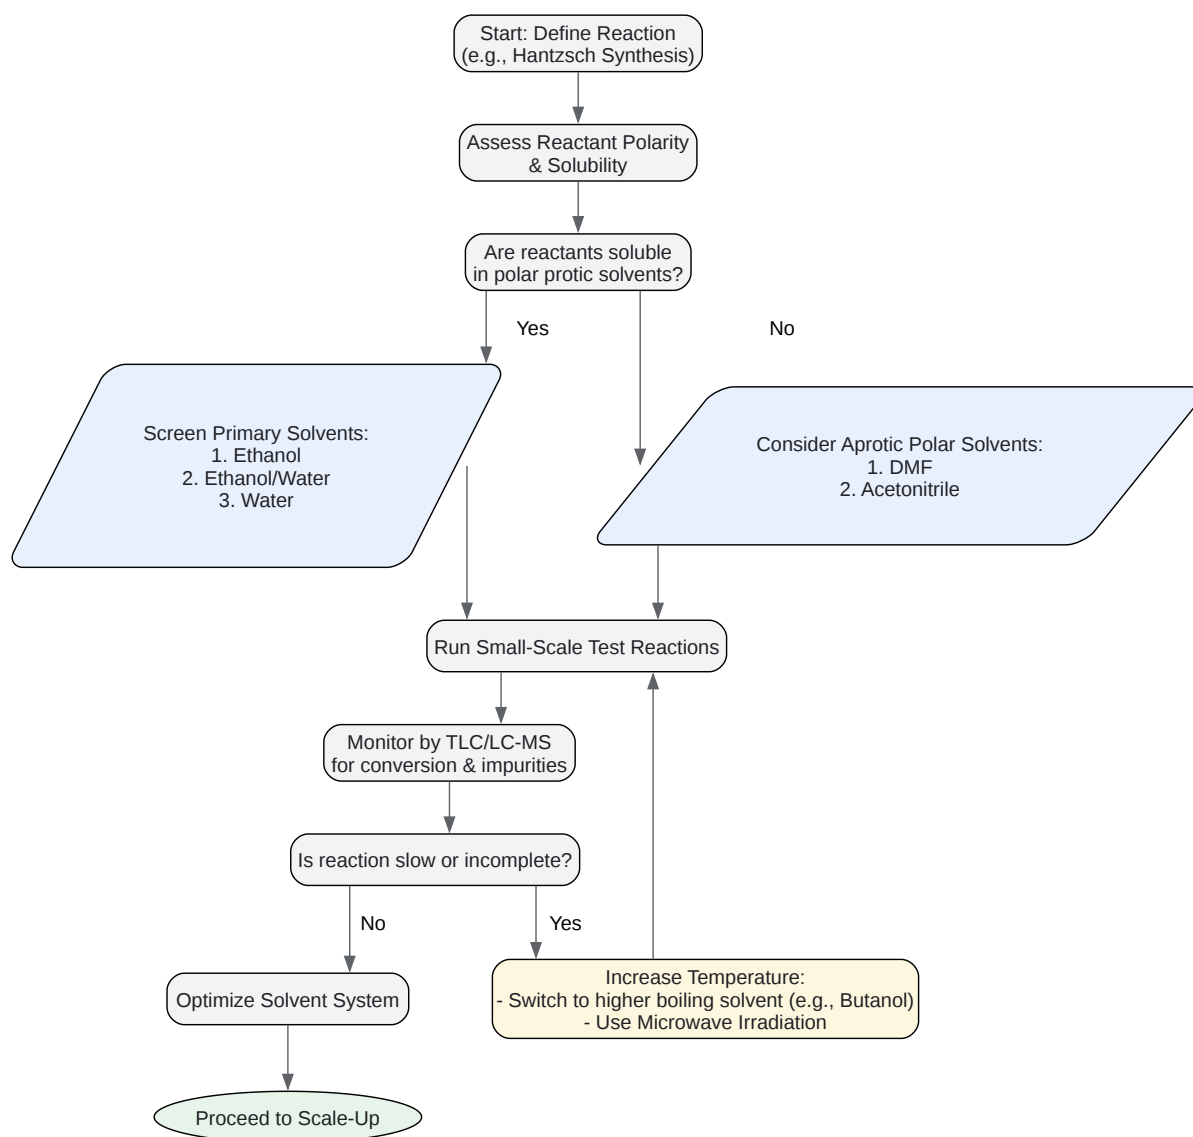 Start: Define Reaction
(e.g., Hantzsch Synthesis)
Assess Reactant Polarity
& Solubility
Are reactants soluble
in polar protic solvents?
Yes
No
Screen Primary Solvents:
1. Ethanol
2. Ethanol/Water
3. Water
Consider Aprotic Polar Solvents:
1. DMF
2. Acetonitrile
Run Small-Scale Test Reactions
Monitor by TLC/LC-MS
for conversion & impurities
Is reaction slow or incomplete?
No
Yes
Optimize Solvent System
Increase Temperature:
- Switch to higher boiling solvent (e.g., Butanol)
- Use Microwave Irradiation
Proceed to Scale-Up